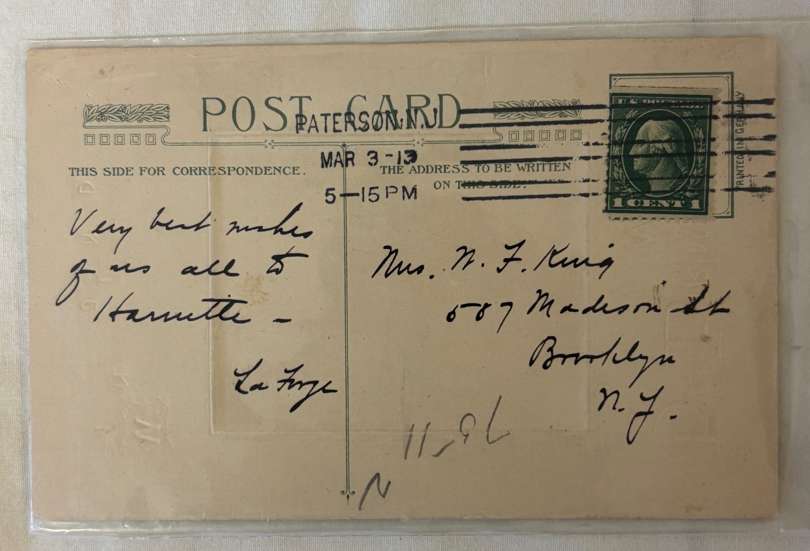 POST CARD
PATERSON, N.J.
MAR 3-13
5-15 PM
THIS SIDE FOR CORRESPONDENCE.
THE ADDRESS TO BE WRITTEN
ON THIS SIDE.
PRINTED IN GERMANY
1 CENT 1
Very best wishes
of us all to
Harriette -
La Forge
Mrs. W. F. King
587 Madison St
Brooklyn
N. Y.
N